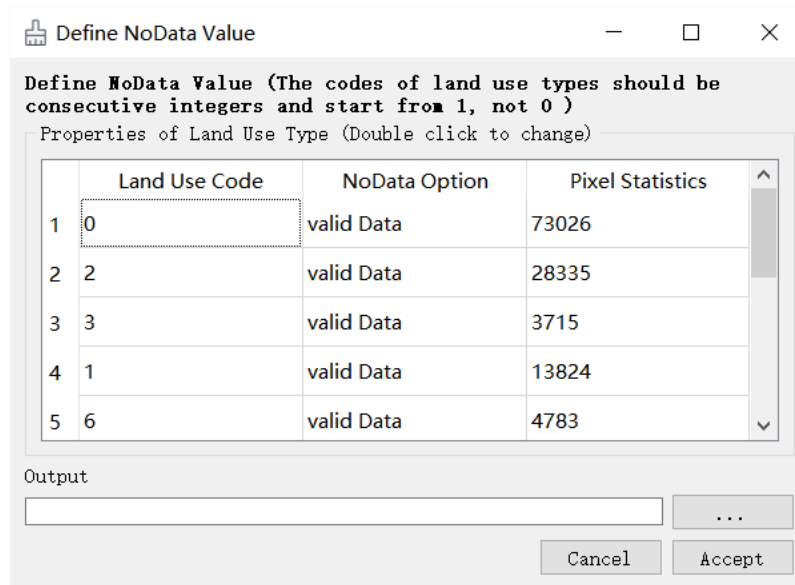 Define NoData Value
Define NoData Value (The codes of land use types should be
consecutive integers and start from 1, not 0 )
Properties of Land Use Type (Double click to change)
Land Use Code NoData Option Pixel Statistics
1 0 valid Data 73026
2 2 valid Data 28335
3 3 valid Data 3715
4 1 valid Data 13824
5 6 valid Data 4783
Output
...
Cancel Accept